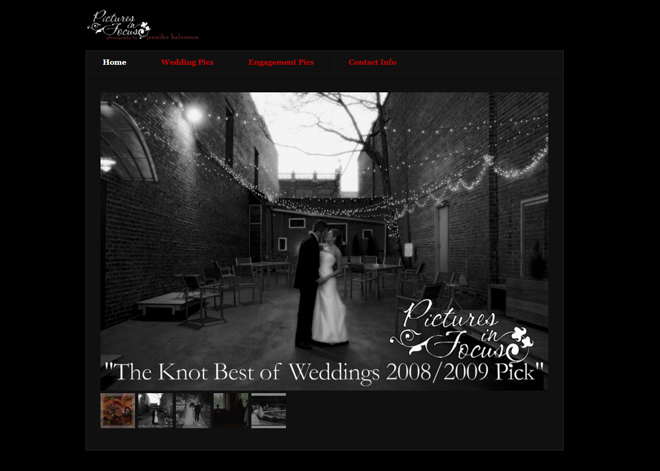 Pictures
in
Focus
photography by jennifer halverson
Home Wedding Pics Engagement Pics Contact Info
Pictures
in
Focus
"The Knot Best of Weddings 2008/2009 Pick"